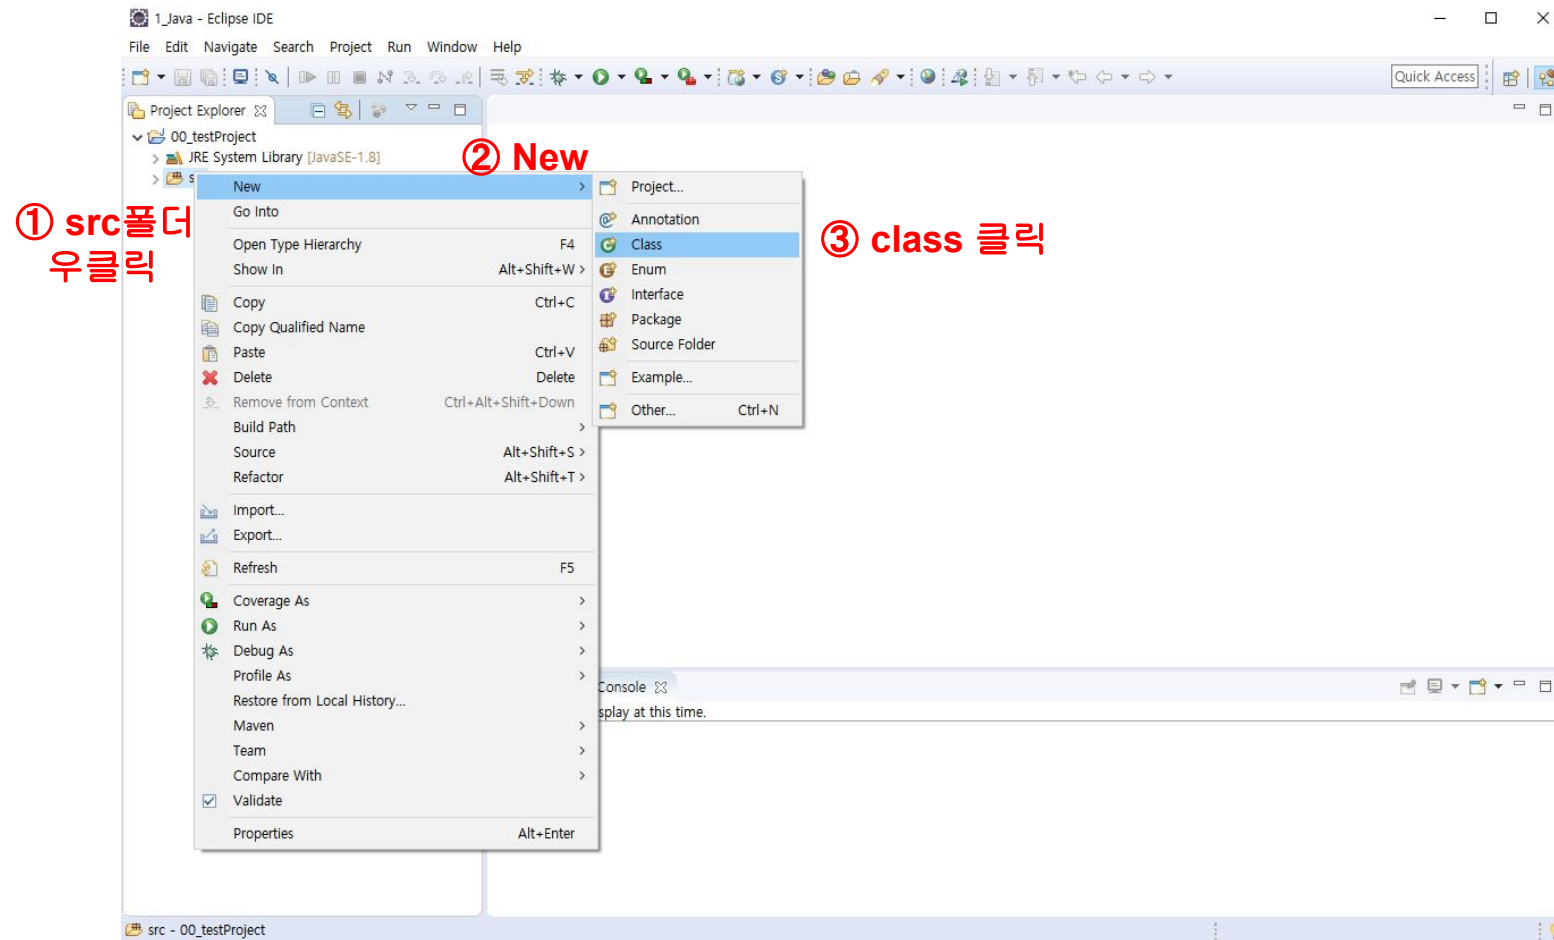 1_Java - Eclipse IDE
File Edit Navigate Search Project Run Window Help
Quick Access
Project Explorer
00_testProject
JRE System Library [JavaSE-1.8]
② New
① src폴더
우클릭
③ class 클릭
New
Go Into
Open Type Hierarchy F4
Show In Alt+Shift+W
Copy Ctrl+C
Copy Qualified Name
Paste Ctrl+V
Delete Delete
Remove from Context Ctrl+Alt+Shift+Down
Build Path
Source Alt+Shift+S
Refactor Alt+Shift+T
Import...
Export...
Refresh F5
Coverage As
Run As
Debug As
Profile As
Restore from Local History...
Maven
Team
Compare With
Validate
Properties Alt+Enter
Project...
Annotation
Class
Enum
Interface
Package
Source Folder
Example...
Other... Ctrl+N
Console
splay at this time.
src - 00_testProject